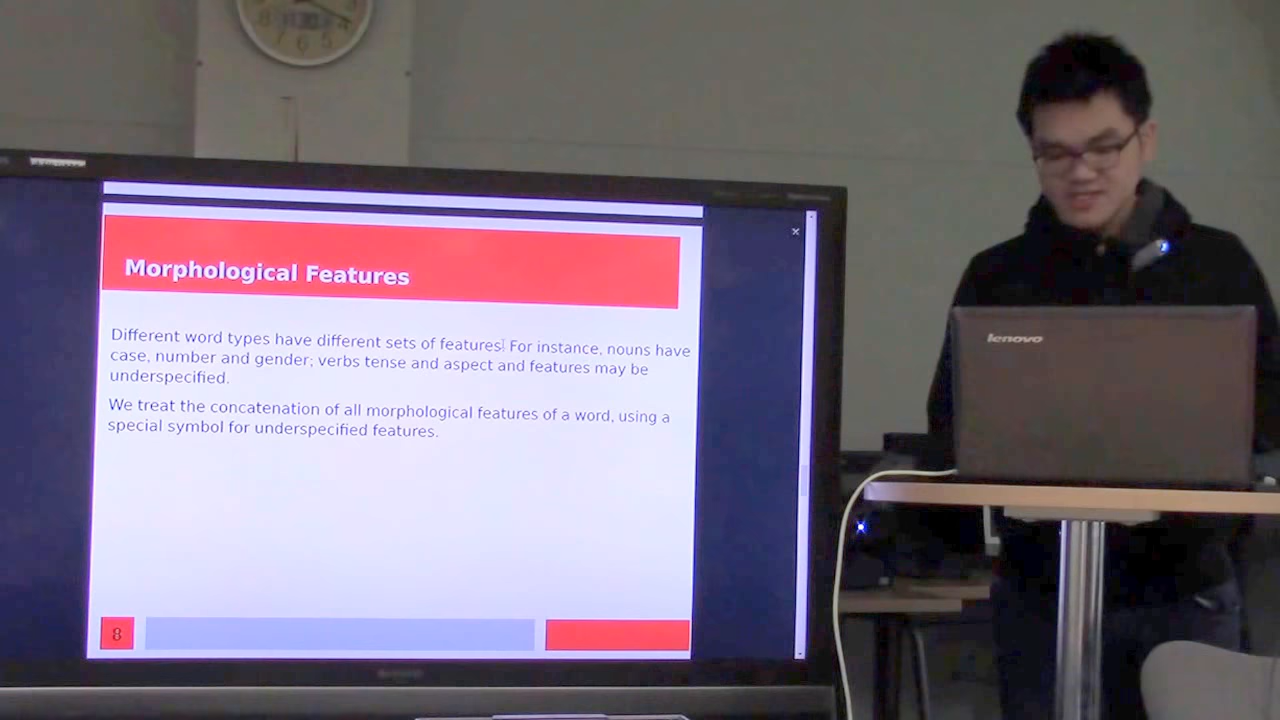 Morphological Features
Different word types have different sets of features. For instance, nouns have
case, number and gender; verbs tense and aspect and features may be
underspecified.
We treat the concatenation of all morphological features of a word, using a
special symbol for underspecified features.
8
lenovo